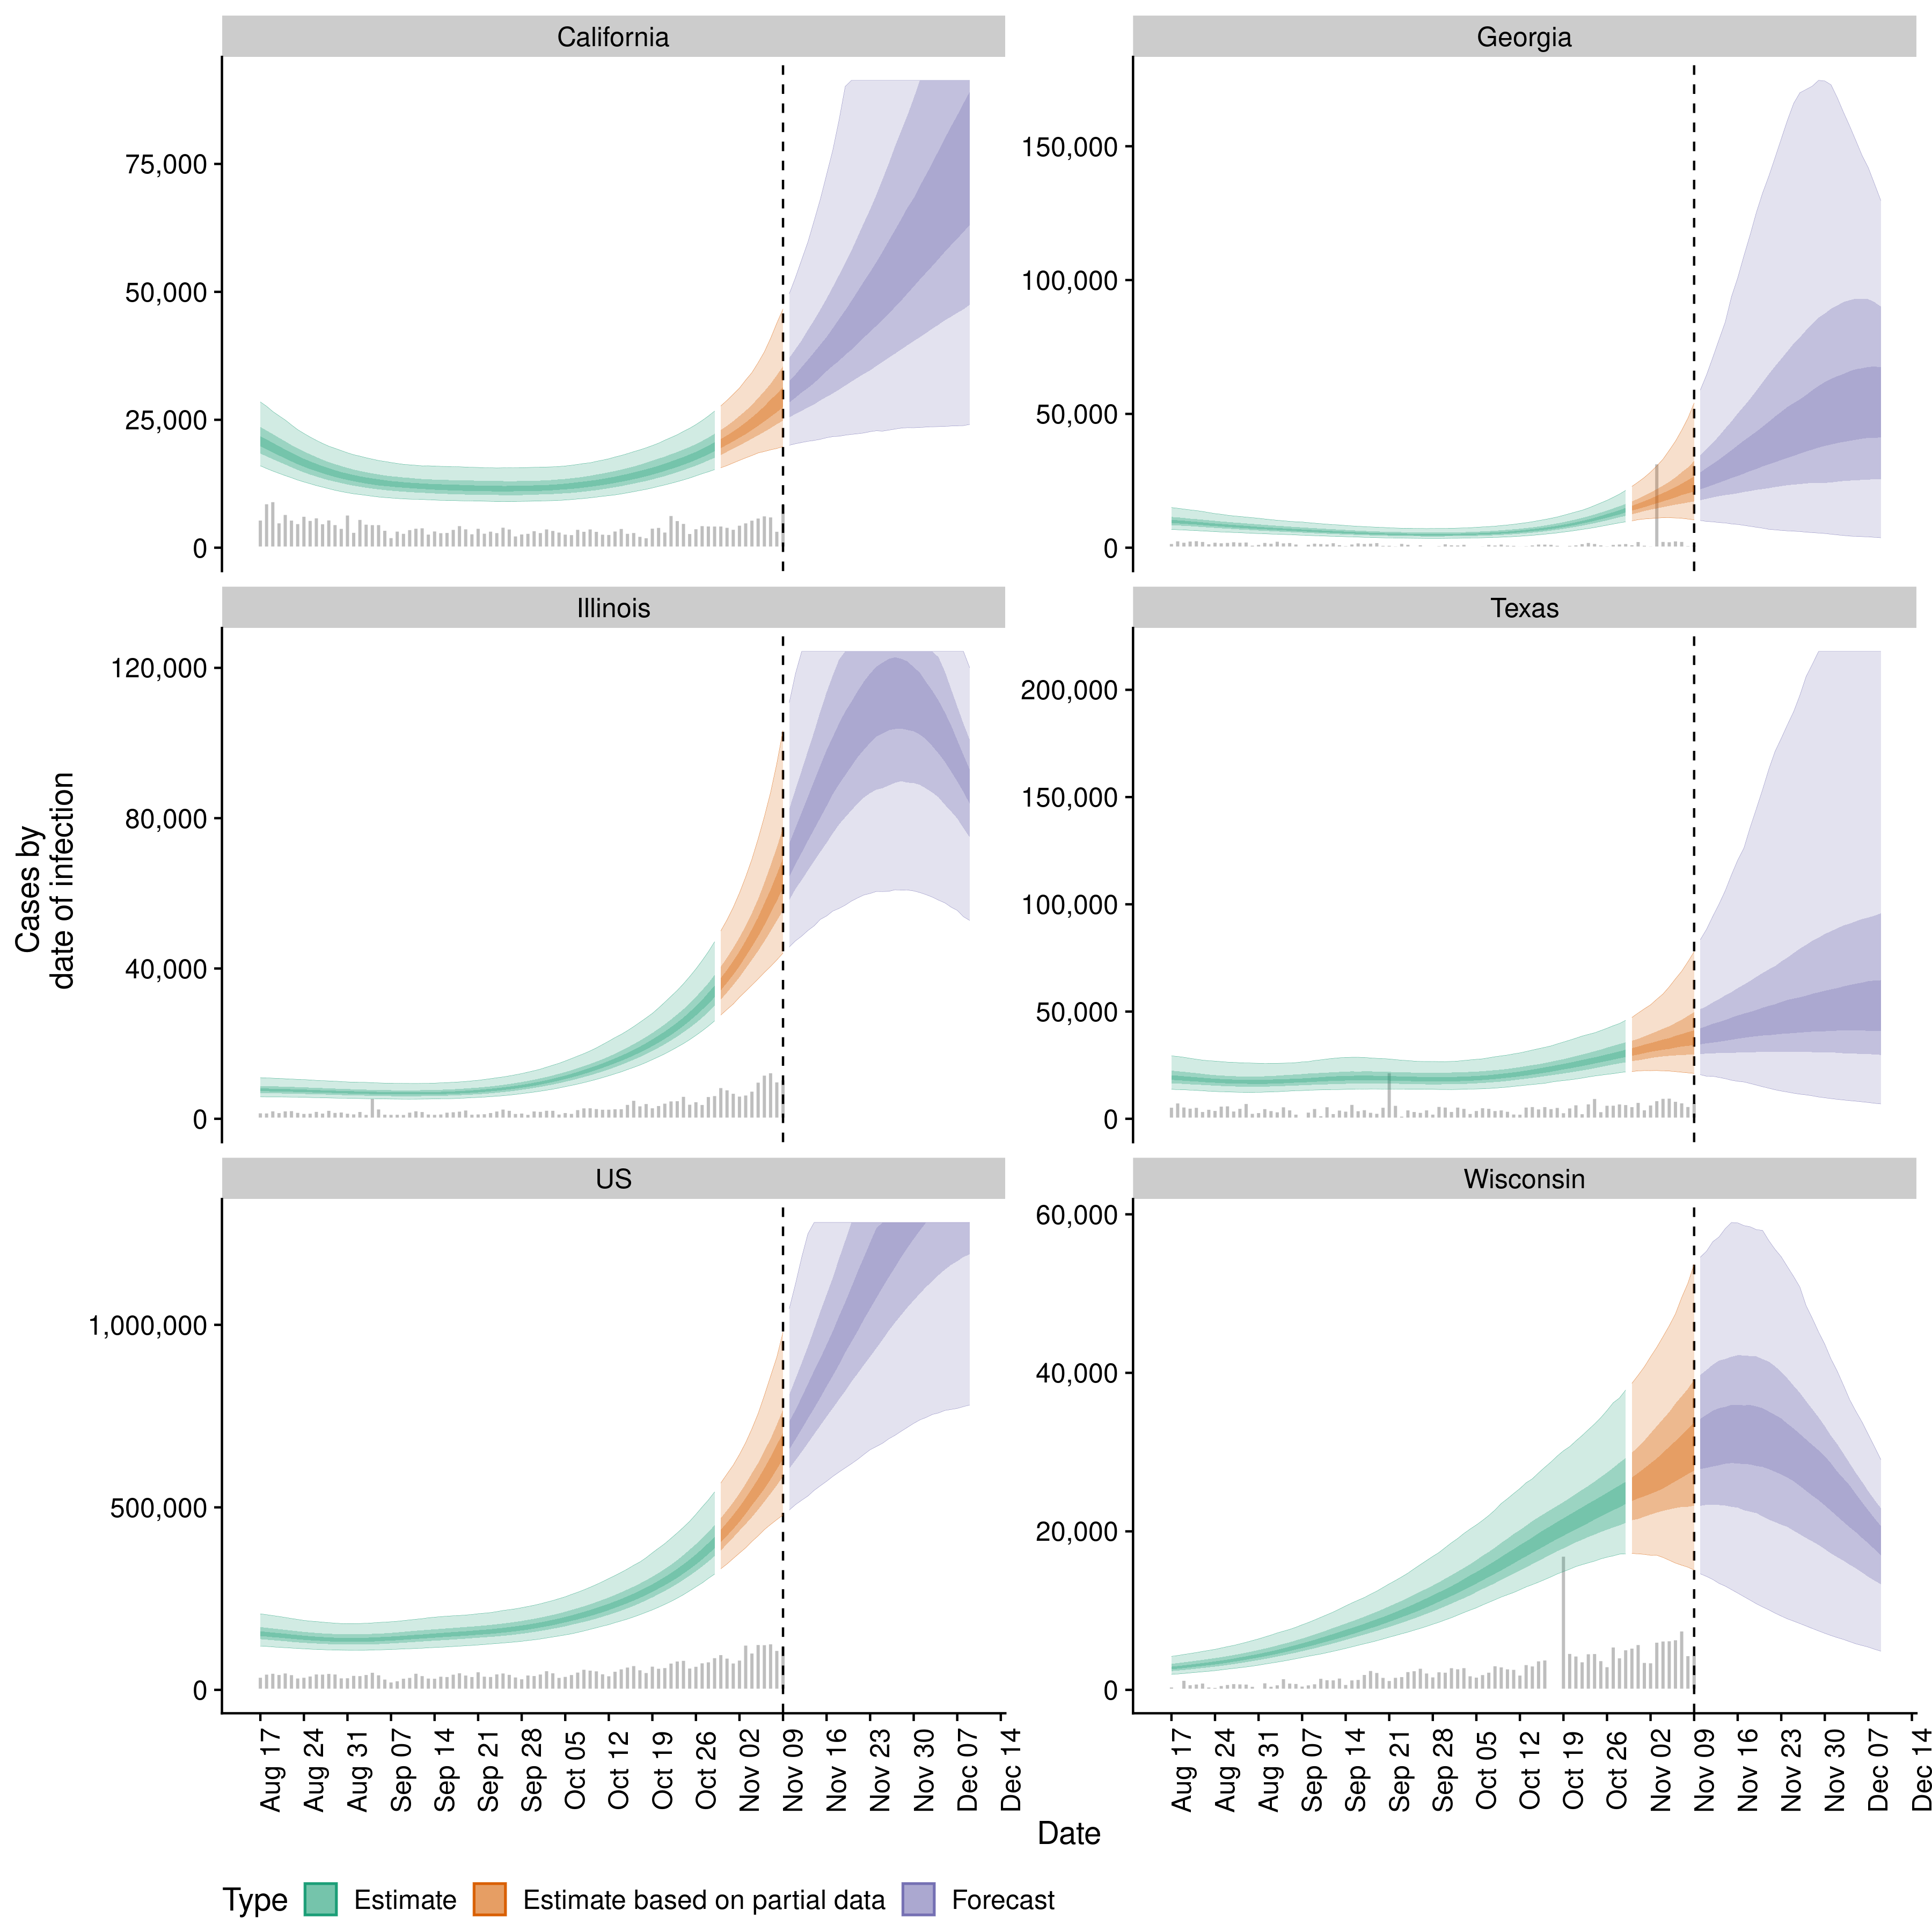 California
Georgia
75,000
50,000
25,000
0
150,000
100,000
50,000
0
Illinois
Texas
120,000
80,000
40,000
0
200,000
150,000
100,000
50,000
0
US
Wisconsin
1,000,000
500,000
0
60,000
40,000
20,000
0
Cases by
date of infection
Aug 17
Aug 24
Aug 31
Sep 07
Sep 14
Sep 21
Sep 28
Oct 05
Oct 12
Oct 19
Oct 26
Nov 02
Nov 09
Nov 16
Nov 23
Nov 30
Dec 07
Dec 14
Aug 17
Aug 24
Aug 31
Sep 07
Sep 14
Sep 21
Sep 28
Oct 05
Oct 12
Oct 19
Oct 26
Nov 02
Nov 09
Nov 16
Nov 23
Nov 30
Dec 07
Dec 14
Date
Type Estimate Estimate based on partial data Forecast